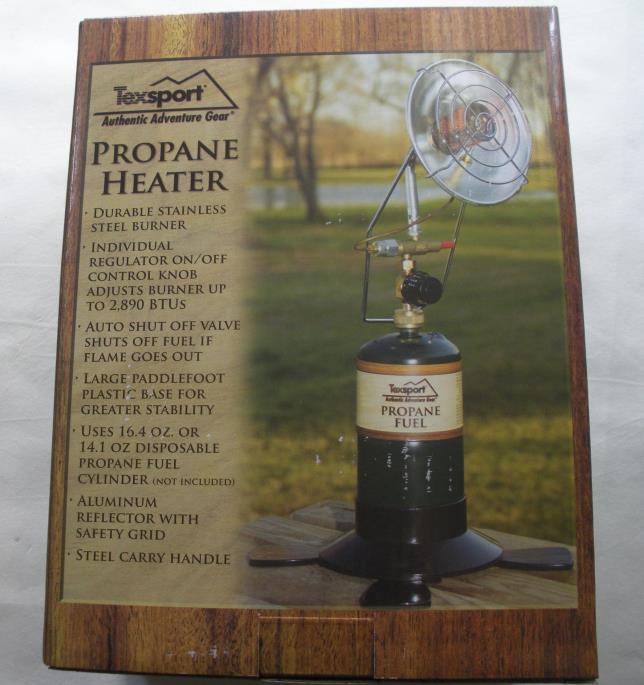 Texsport
Authentic Adventure Gear®
PROPANE
HEATER
· DURABLE STAINLESS
STEEL BURNER
· INDIVIDUAL
REGULATOR ON/OFF
CONTROL KNOB
ADJUSTS BURNER UP
TO 2,890 BTUS
· AUTO SHUT OFF VALVE
SHUTS OFF FUEL IF
FLAME GOES OUT
· LARGE PADDLEFOOT
PLASTIC BASE FOR
GREATER STABILITY
· USES 16.4 OZ. OR
14.1 OZ DISPOSABLE
PROPANE FUEL
CYLINDER (NOT INCLUDED)
· ALUMINUM
REFLECTOR WITH
SAFETY GRID
· STEEL CARRY HANDLE
Texsport
Authentic Adventure Gear®
PROPANE
FUEL